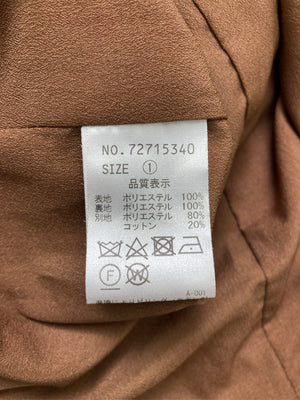 NO.72715340
SIZE ①
品質表示
表地 ポリエステル 100%
裏地 ポリエステル 100%
別地 ポリエステル 80%
コットン 20%
F W
A-001